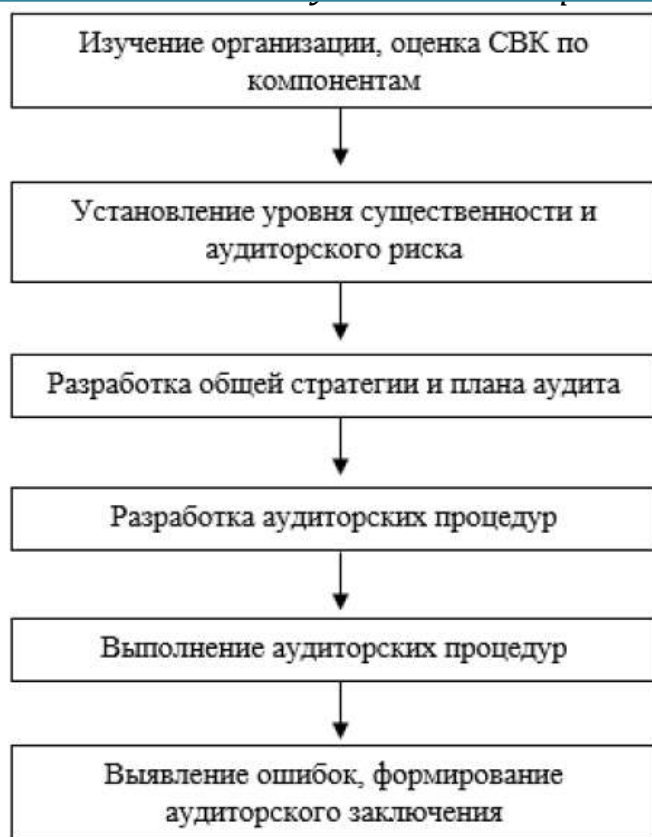 Изучение организации, оценка СВК по
компонентам
Установление уровня существенности и
аудиторского риска
Разработка общей стратегии и плана аудита
Разработка аудиторских процедур
Выполнение аудиторских процедур
Выявление ошибок, формирование
аудиторского заключения